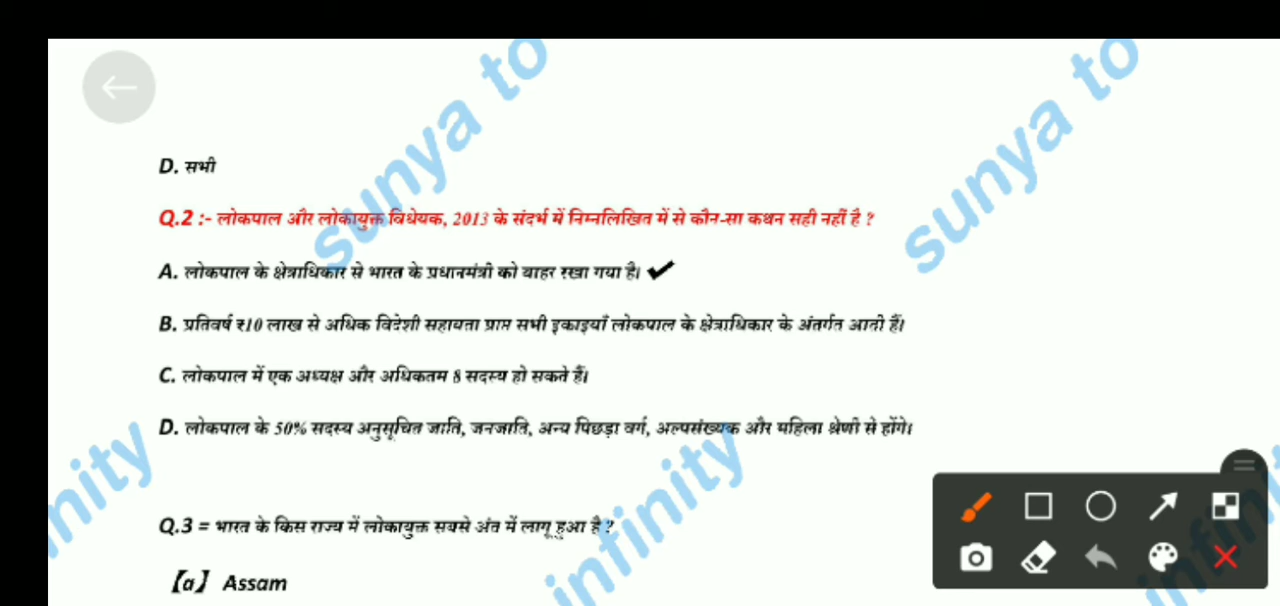 D. सभी
Q.2 :- लोकपाल और लोकायुक्त विधेयक, 2013 के संदर्भ में निम्नलिखित में से कौन-सा कथन सही नहीं है ?
A. लोकपाल के क्षेत्राधिकार से भारत के प्रधानमंत्री को बाहर रखा गया है। ✔
B. प्रतिवर्ष ₹10 लाख से अधिक विदेशी सहायता प्राप्त सभी इकाइयाँ लोकपाल के क्षेत्राधिकार के अंतर्गत आती हैं।
C. लोकपाल में एक अध्यक्ष और अधिकतम 8 सदस्य हो सकते हैं।
D. लोकपाल के 50% सदस्य अनुसूचित जाति, जनजाति, अन्य पिछड़ा वर्ग, अल्पसंख्यक और महिला श्रेणी से होंगे।
Q.3 = भारत के किस राज्य में लोकायुक्त सबसे अंत में लागू हुआ है ?
【a】 Assam
sunya to
sunya to
nity
infinity